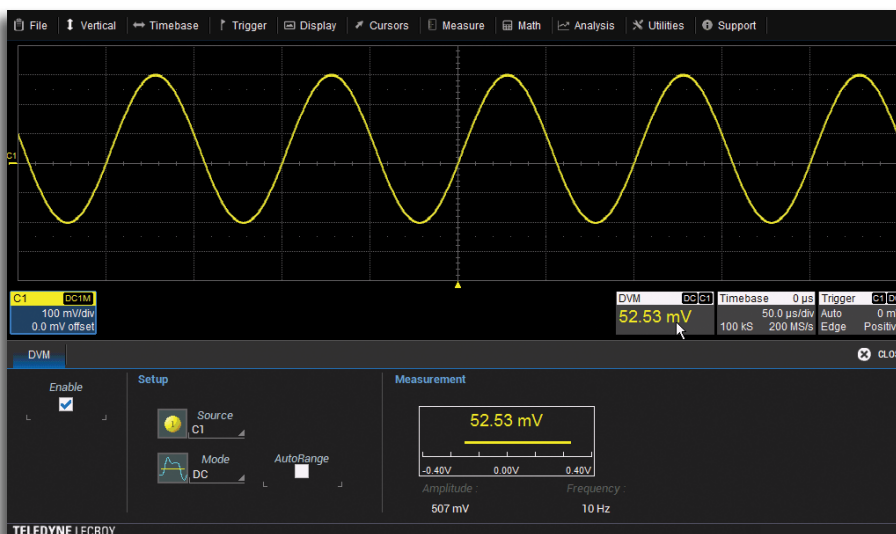 File Vertical Timebase Trigger Display Cursors Measure Math Analysis Utilities Support
C1
C1 DC1M
100 mV/div
0.0 mV offset
DVM DC C1
52.53 mV
Timebase 0 µs
50.0 µs/div
100 kS 200 MS/s
Trigger C1
Auto 0 m
Edge Positiv
DVM
CLOS
Enable
Setup
Source
C1
Mode
DC
AutoRange
Measurement
52.53 mV
-0.40V 0.00V 0.40V
Amplitude : Frequency :
507 mV 10 Hz
TELEDYNE LECROY